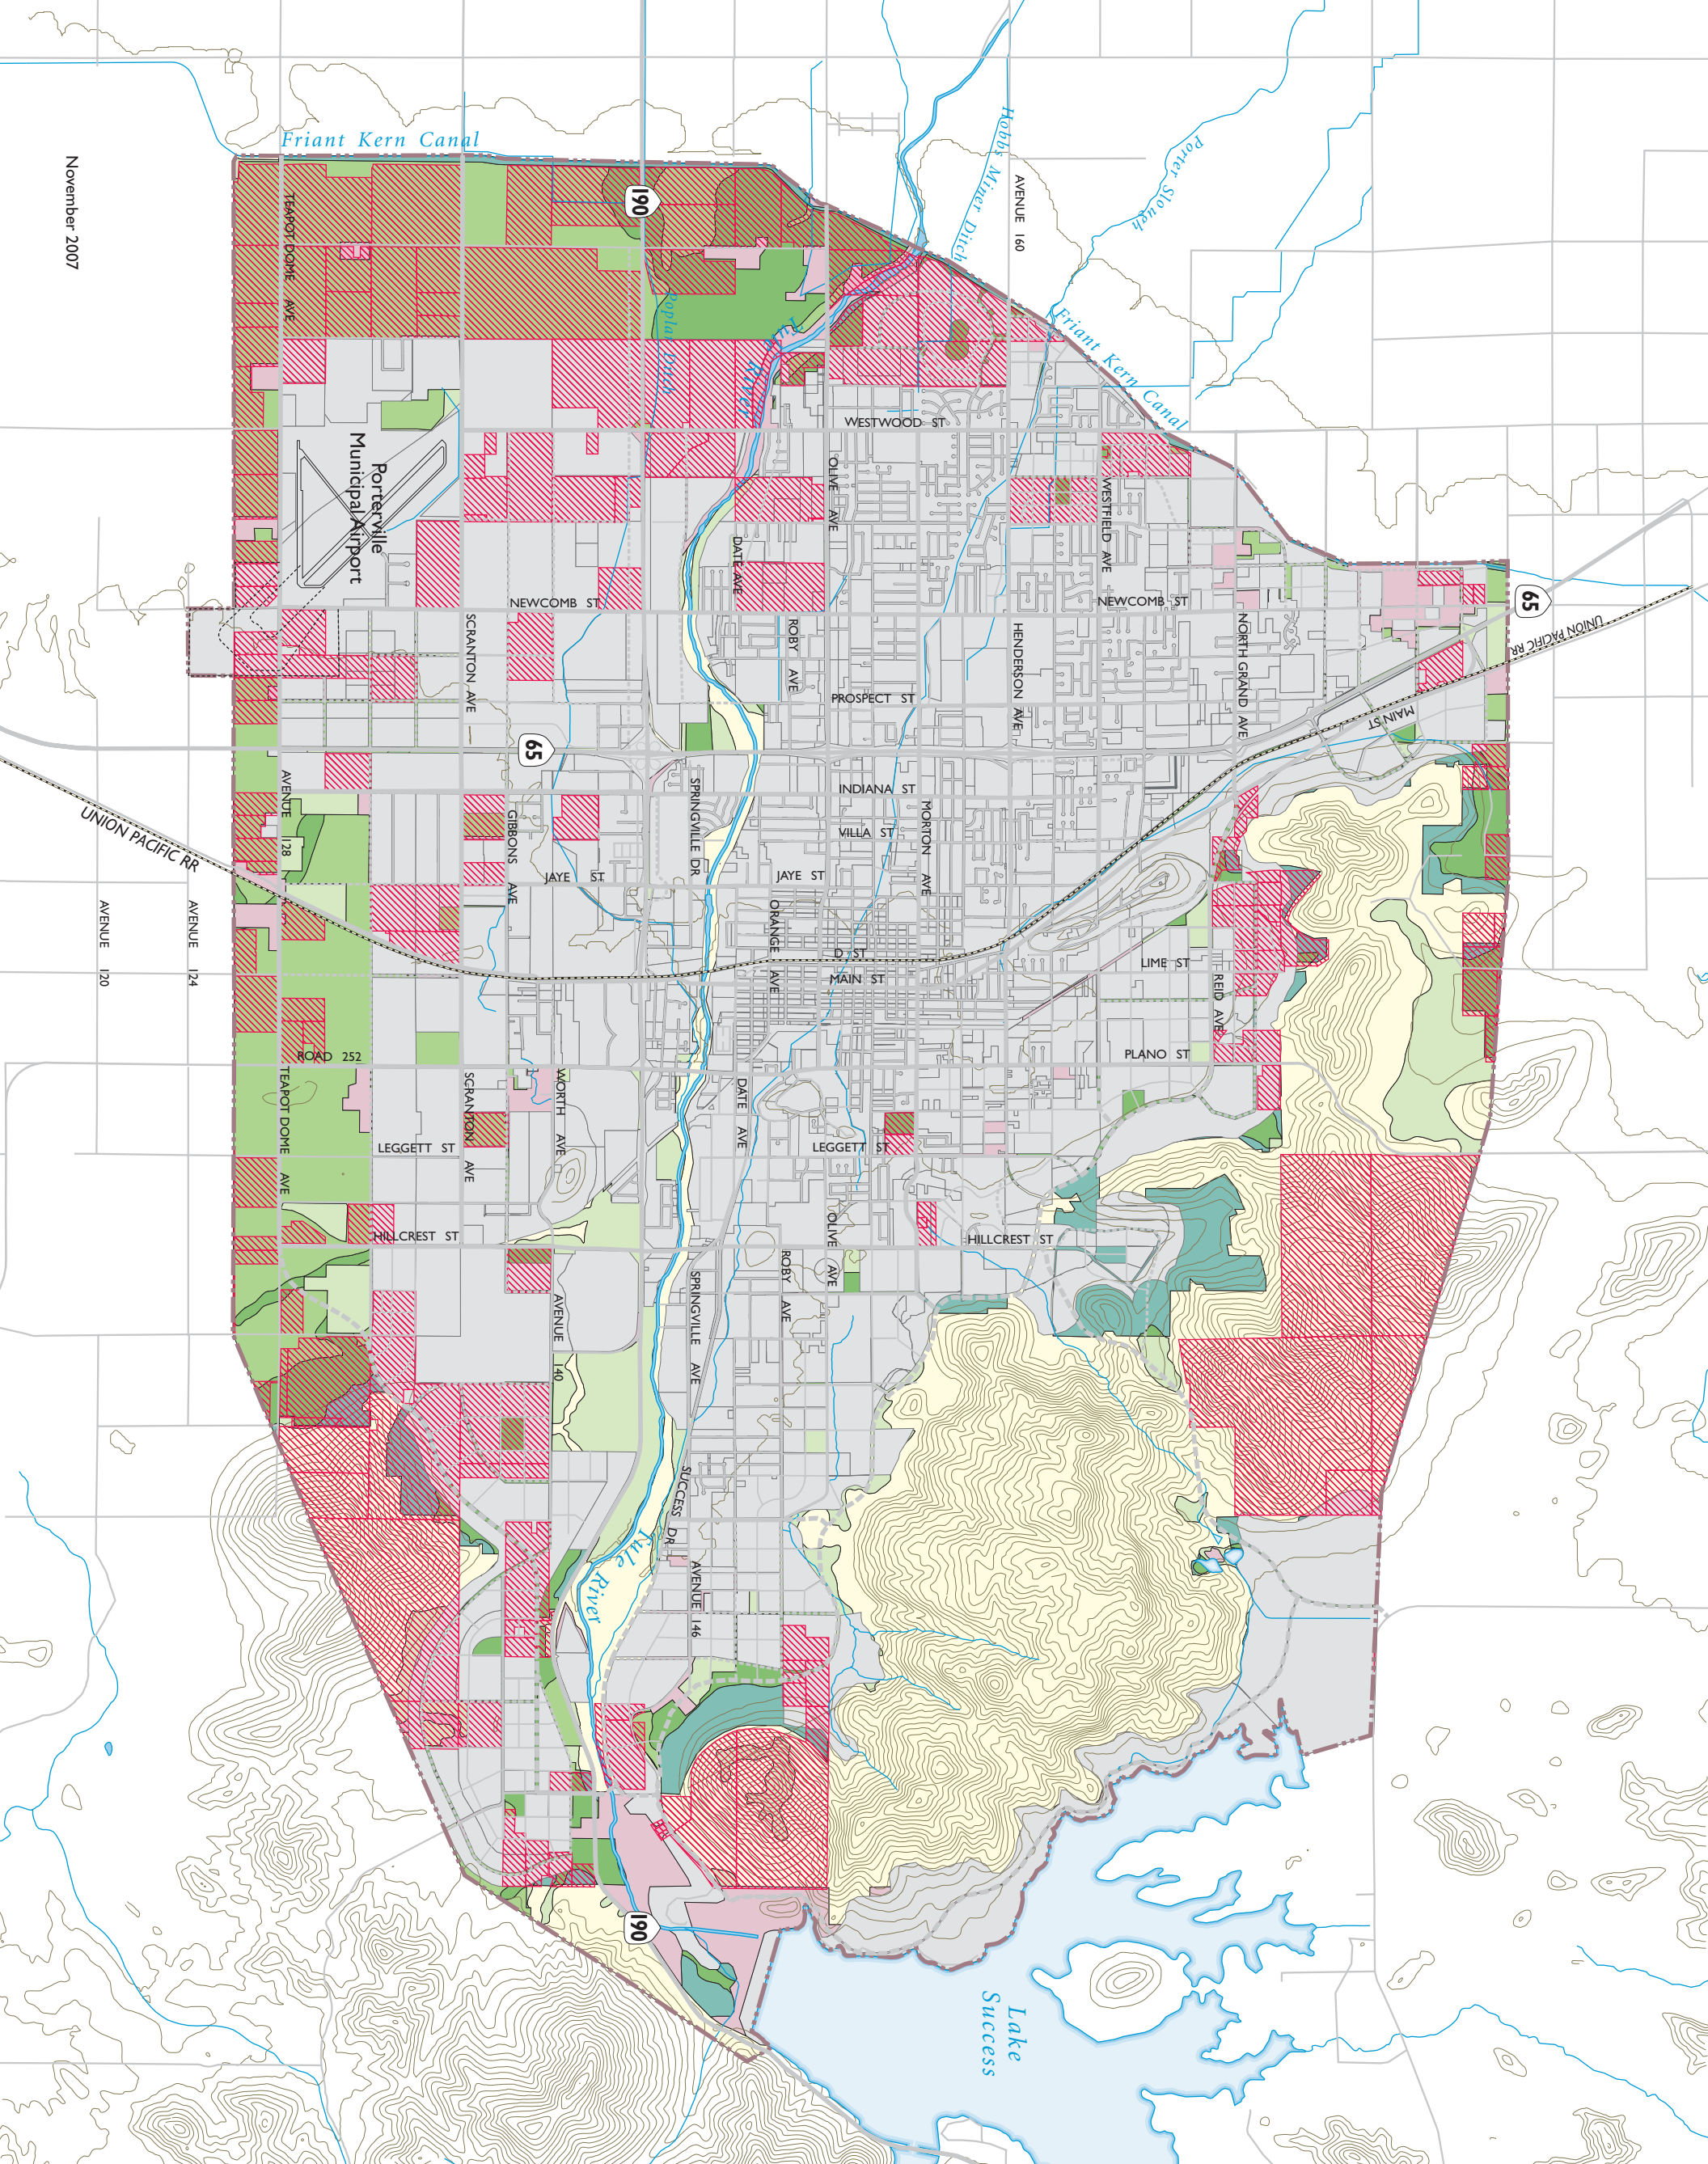 Friant Kern Canal
November 2007
190
TEAPOT DOME AVE
Hobbs Miner Ditch
Porter Slough
AVENUE 160
Friant Kern Canal
Poplar Ditch
Tule
River
WESTWOOD ST
Porterville
Municipal Airport
OLIVE AVE
WESTFIELD AVE
DATE AVE
NEWCOMB ST
NEWCOMB ST
65
UNION PACIFIC RR
SCRANTON AVE
ROBY AVE
HENDERSON AVE
NORTH GRAND AVE
PROSPECT ST
MAIN ST
65
AVENUE 128
SPRINGVILLE DR
INDIANA ST
GIBBONS AVE
VILLA ST
MORTON AVE
UNION PACIFIC RR
JAYE ST
JAYE ST
AVENUE 120
AVENUE 124
ORANGE AVE
D ST
LIME ST
MAIN ST
REID AVE
ROAD 252
PLANO ST
TEAPOT DOME AVE
SCRANTON AVE
WORTH AVE
DATE AVE
LEGGETT ST
LEGGETT ST
HILLCREST ST
OLIVE AVE
HILLCREST ST
ROBY AVE
SPRINGVILLE AVE
AVENUE 140
SUCCESS DR
Tule
River
AVENUE 146
190
Lake
Success